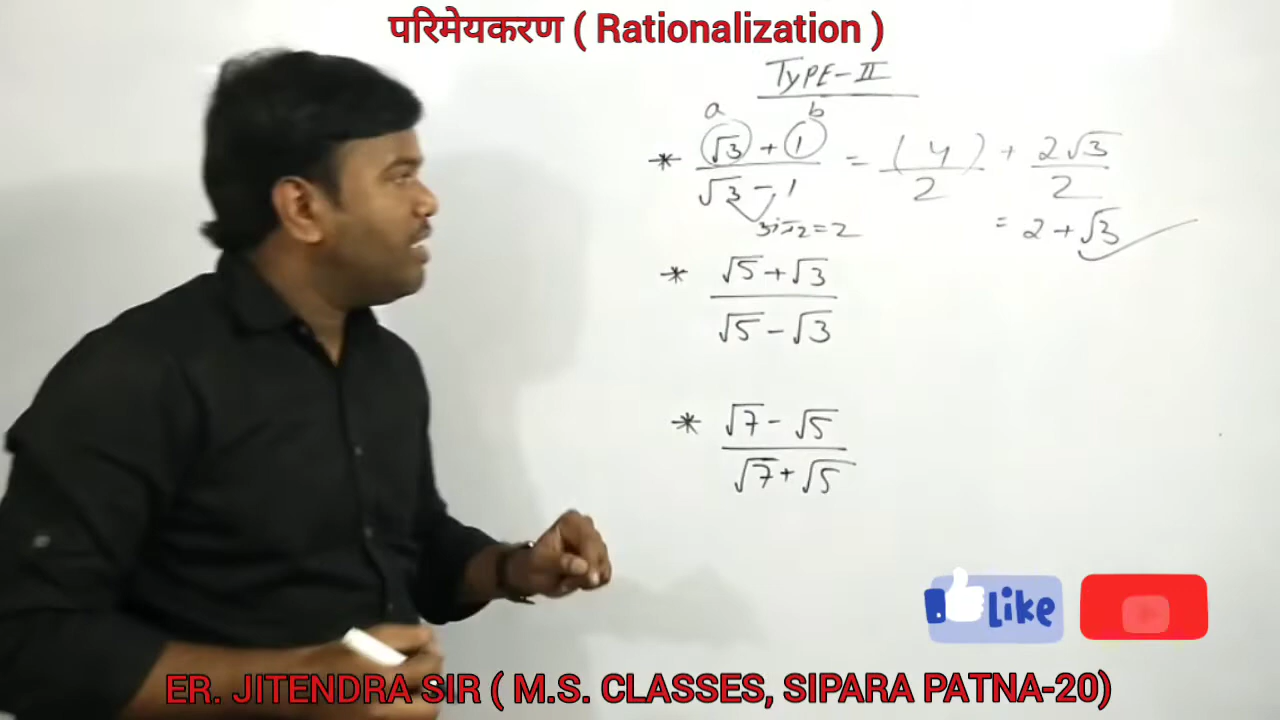 परिमेयकरण ( Rationalization )
TYPE-II
a b
* (√3 + 1)/(√3 - 1) = (4)/2 + 2√3/2
= 2 + √3
* (√5 + √3)/(√5 - √3)
* (√7 - √5)/(√7 + √5)
Like
ER. JITENDRA SIR ( M.S. CLASSES, SIPARA PATNA-20)